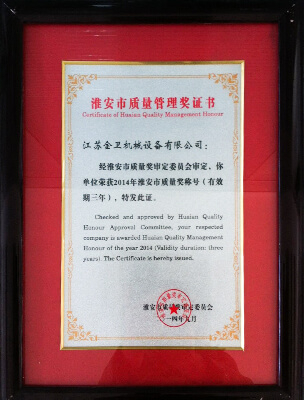 淮安市质量管理奖证书
Certificate of Huaian Quality Management Honour
江苏金卫机械设备有限公司：
经淮安市质量奖审定委员会审定，你
单位荣获2014年淮安市质量奖称号（有效
期三年），特发此证。
Checked and approved by Huaian Quality
Honour Approval Committee, your respected
company is awarded Huaian Quality Management
Honour of the year 2014 (Validity duration: three
years). The Certificate is hereby issued.
淮安市质量奖审定委员会
一四年九月